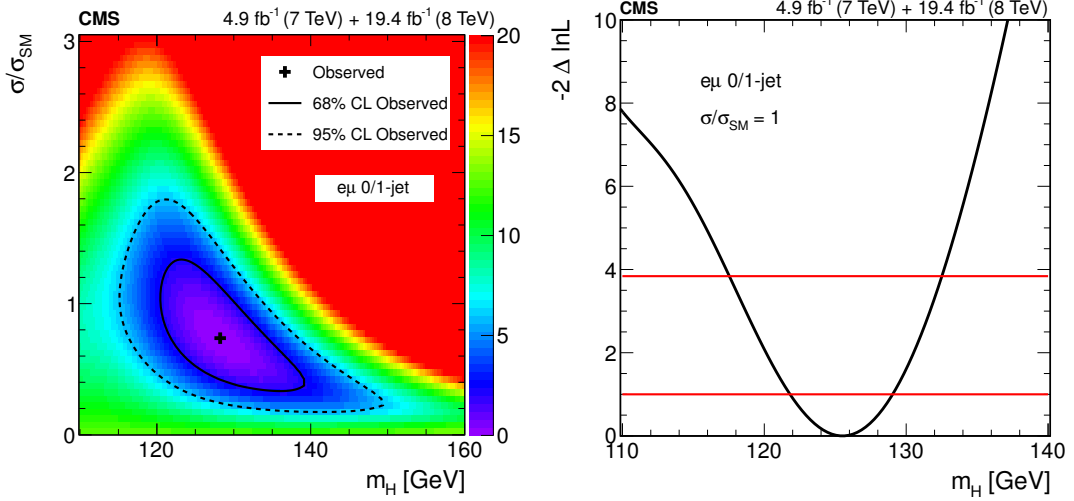 CMS 4.9 fb⁻¹ (7 TeV) + 19.4 fb⁻¹ (8 TeV)
σ/σ_SM
3
2
1
0
Observed
68% CL Observed
95% CL Observed
eμ 0/1-jet
20
15
10
5
0
120 140 160
m_H [GeV]
CMS 4.9 fb⁻¹ (7 TeV) + 19.4 fb⁻¹ (8 TeV)
-2 Δ lnL
10
8
6
4
2
0
eμ 0/1-jet
σ/σ_SM = 1
110 120 130 140
m_H [GeV]